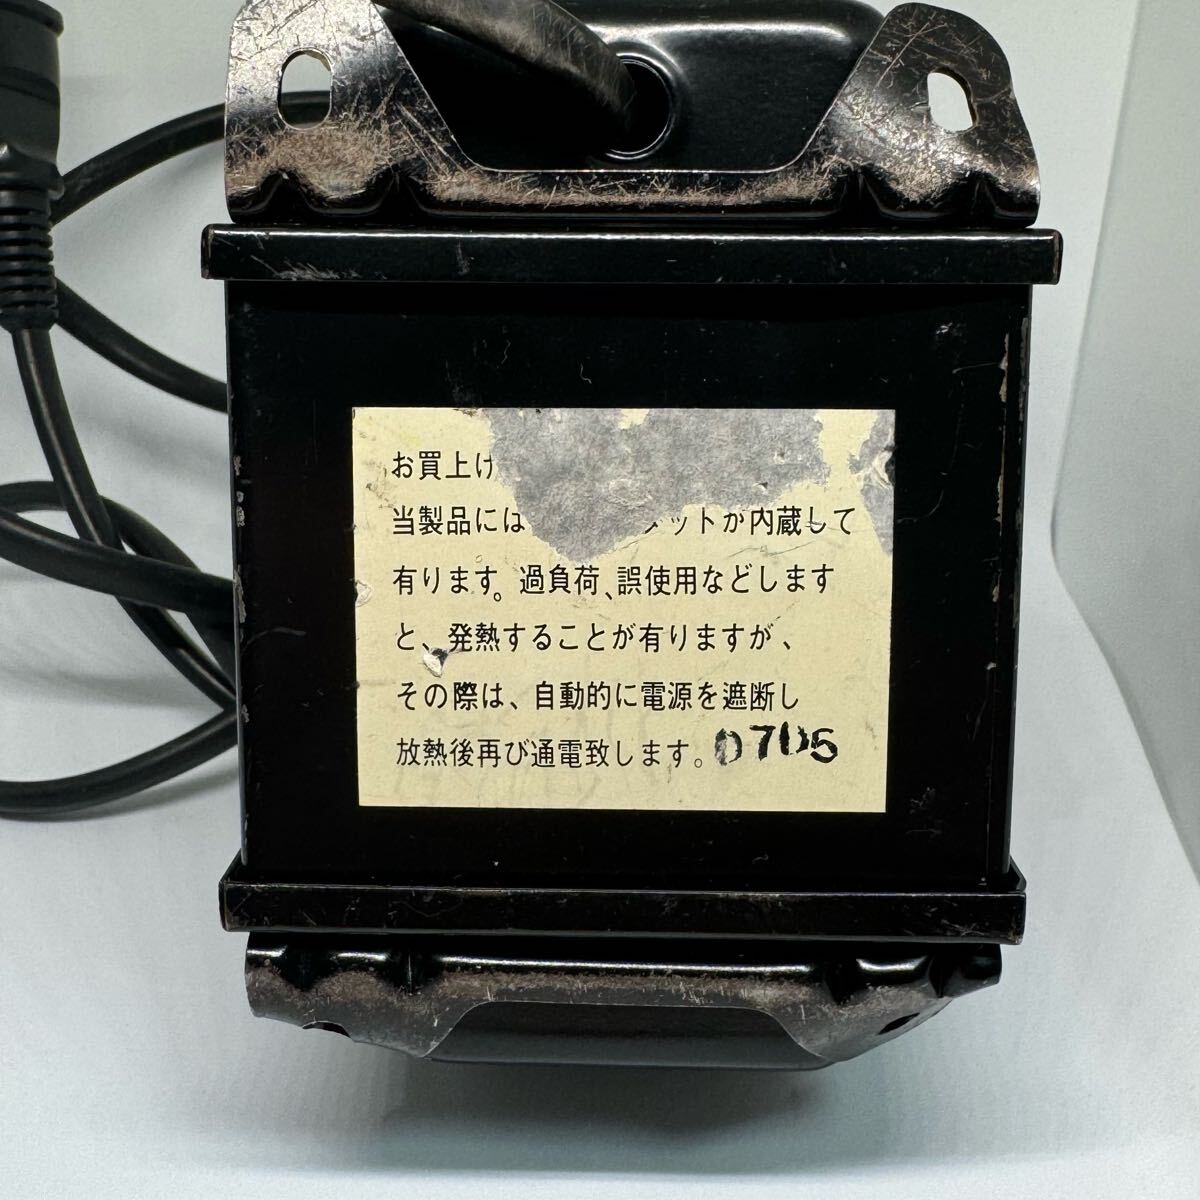 お買上げ
当製品には メットが内蔵して
有ります。過負荷、誤使用などします
と、発熱することが有りますが、
その際は、自動的に電源を遮断し
放熱後再び通電致します。0705